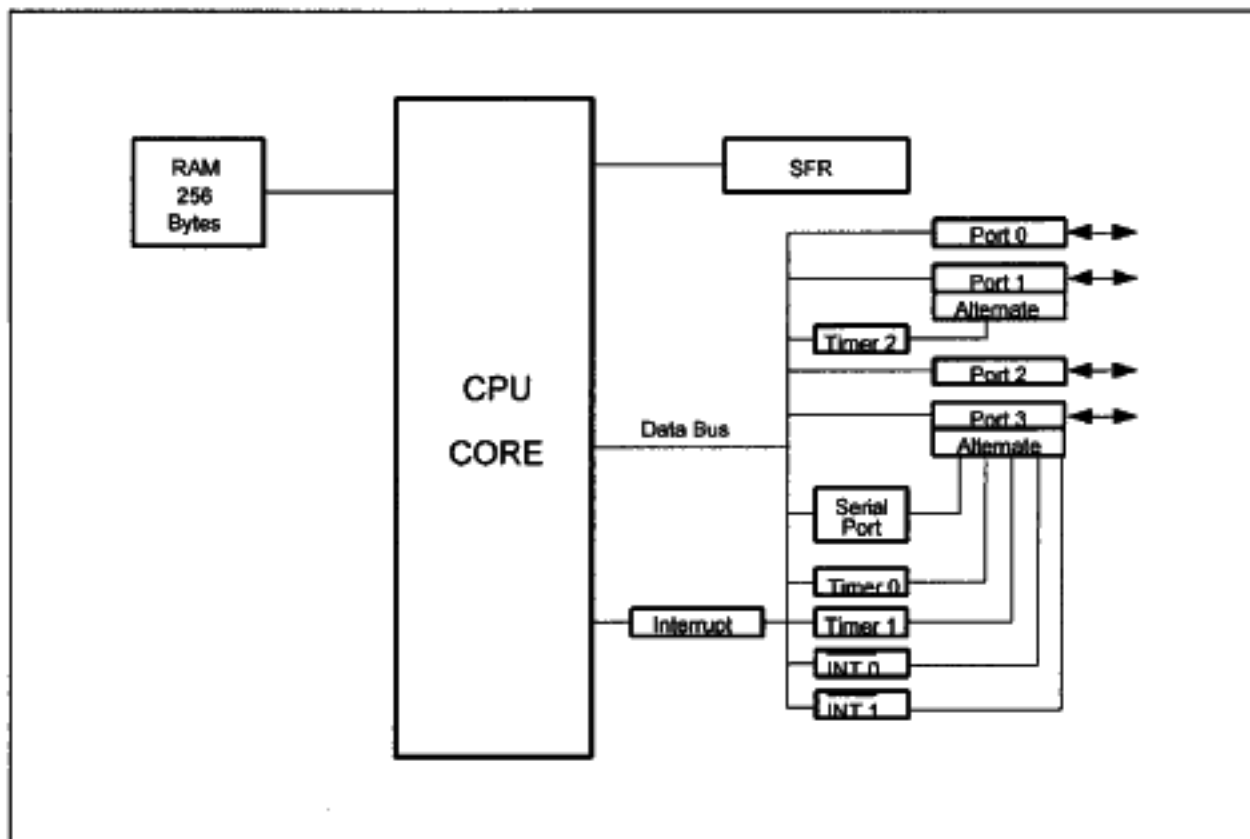 RAM
256
Bytes
CPU
CORE
SFR
Port 0
Port 1
Alternate
Timer 2
Port 2
Port 3
Alternate
Data Bus
Serial
Port
Timer 0
Interrupt
Timer 1
INT 0
INT 1